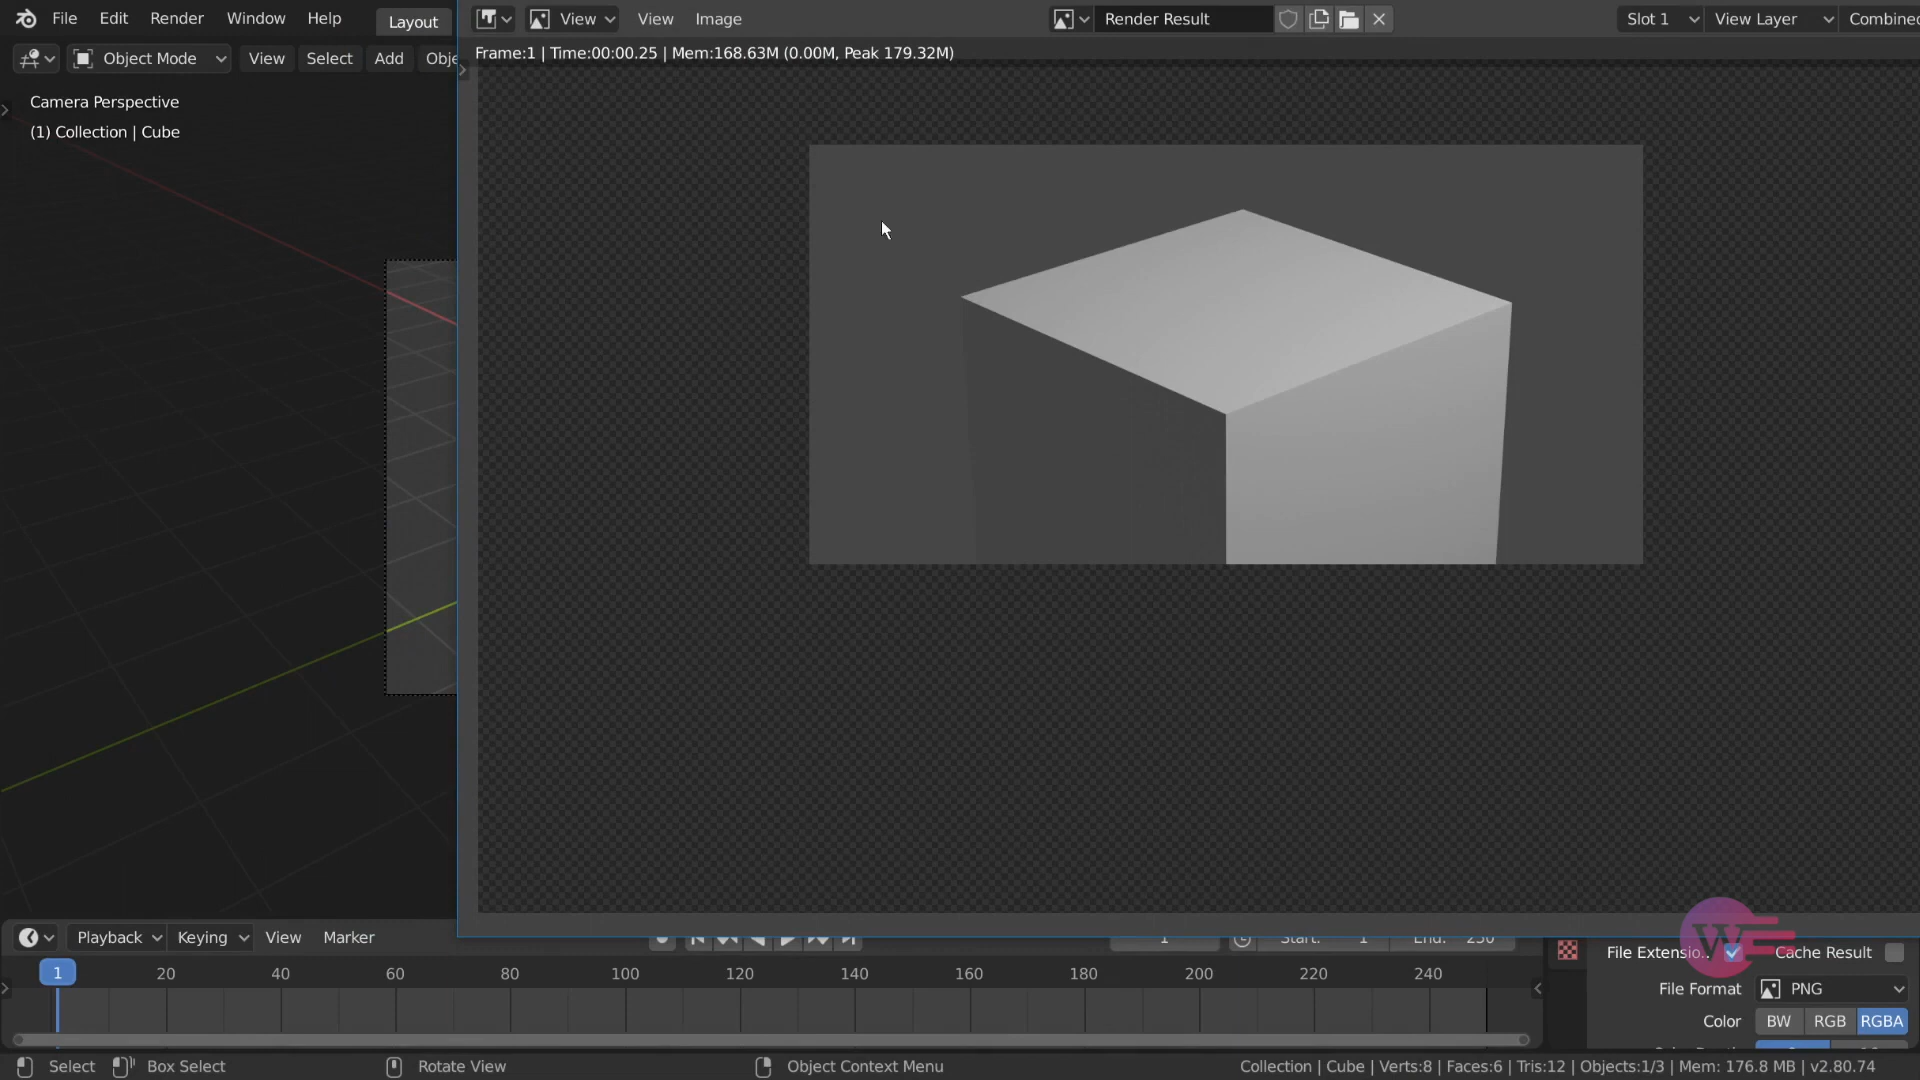 File Edit Render Window Help Layout View View Image Render Result Slot 1 View Layer Combined
Object Mode View Select Add Obje
Frame:1 | Time:00:00.25 | Mem:168.63M (0.00M, Peak 179.32M)
Camera Perspective
(1) Collection | Cube
Playback Keying View Marker 1 Start: 1 End: 250
1 20 40 60 80 100 120 140 160 180 200 220 240
File Extensio.. Cache Result
File Format PNG
Color BW RGB RGBA
Select Box Select Rotate View Object Context Menu Collection | Cube | Verts:8 | Faces:6 | Tris:12 | Objects:1/3 | Mem: 176.8 MB | v2.80.74